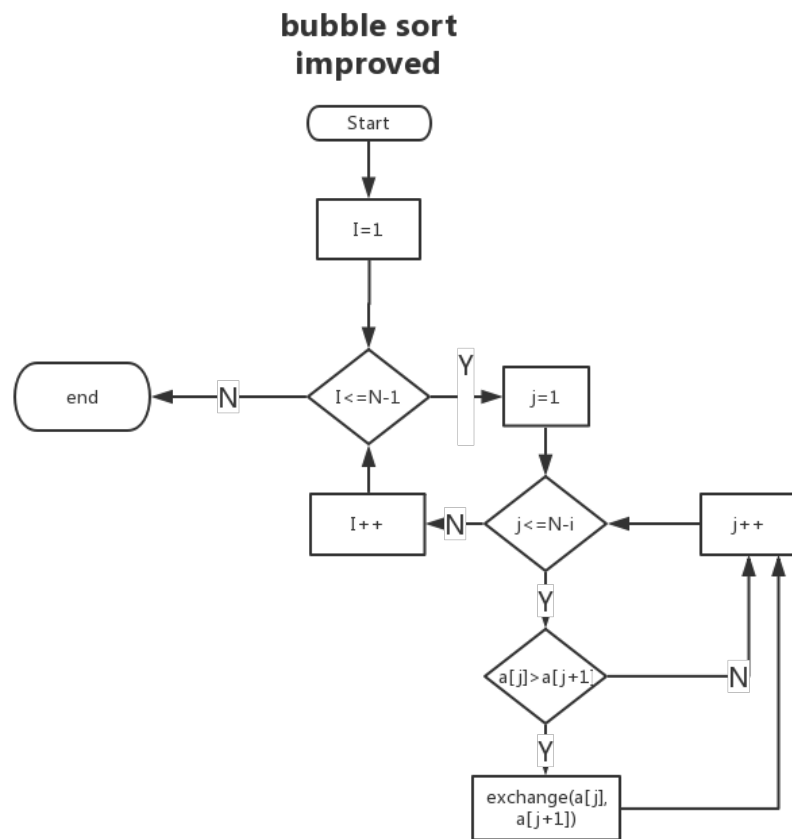 bubble sort
improved
Start
I=1
I<=N-1
Y
N
end
j=1
j<=N-i
N
I++
j++
Y
a[j]>a[j+1]
N
Y
exchange(a[j],
a[j+1])